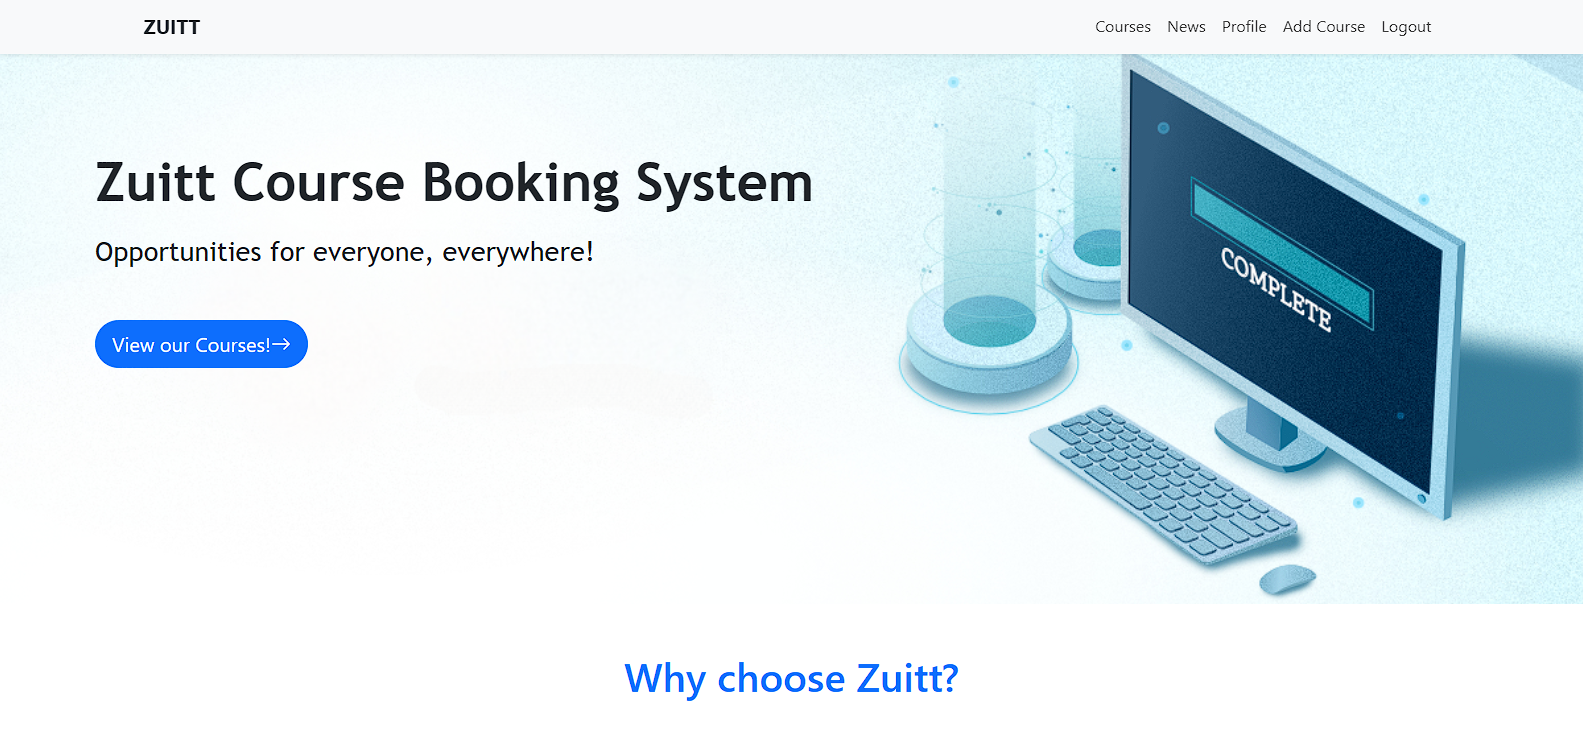 ZUITT
Courses News Profile Add Course Logout
Zuitt Course Booking System
Opportunities for everyone, everywhere!
View our Courses!→
COMPLETE
Why choose Zuitt?